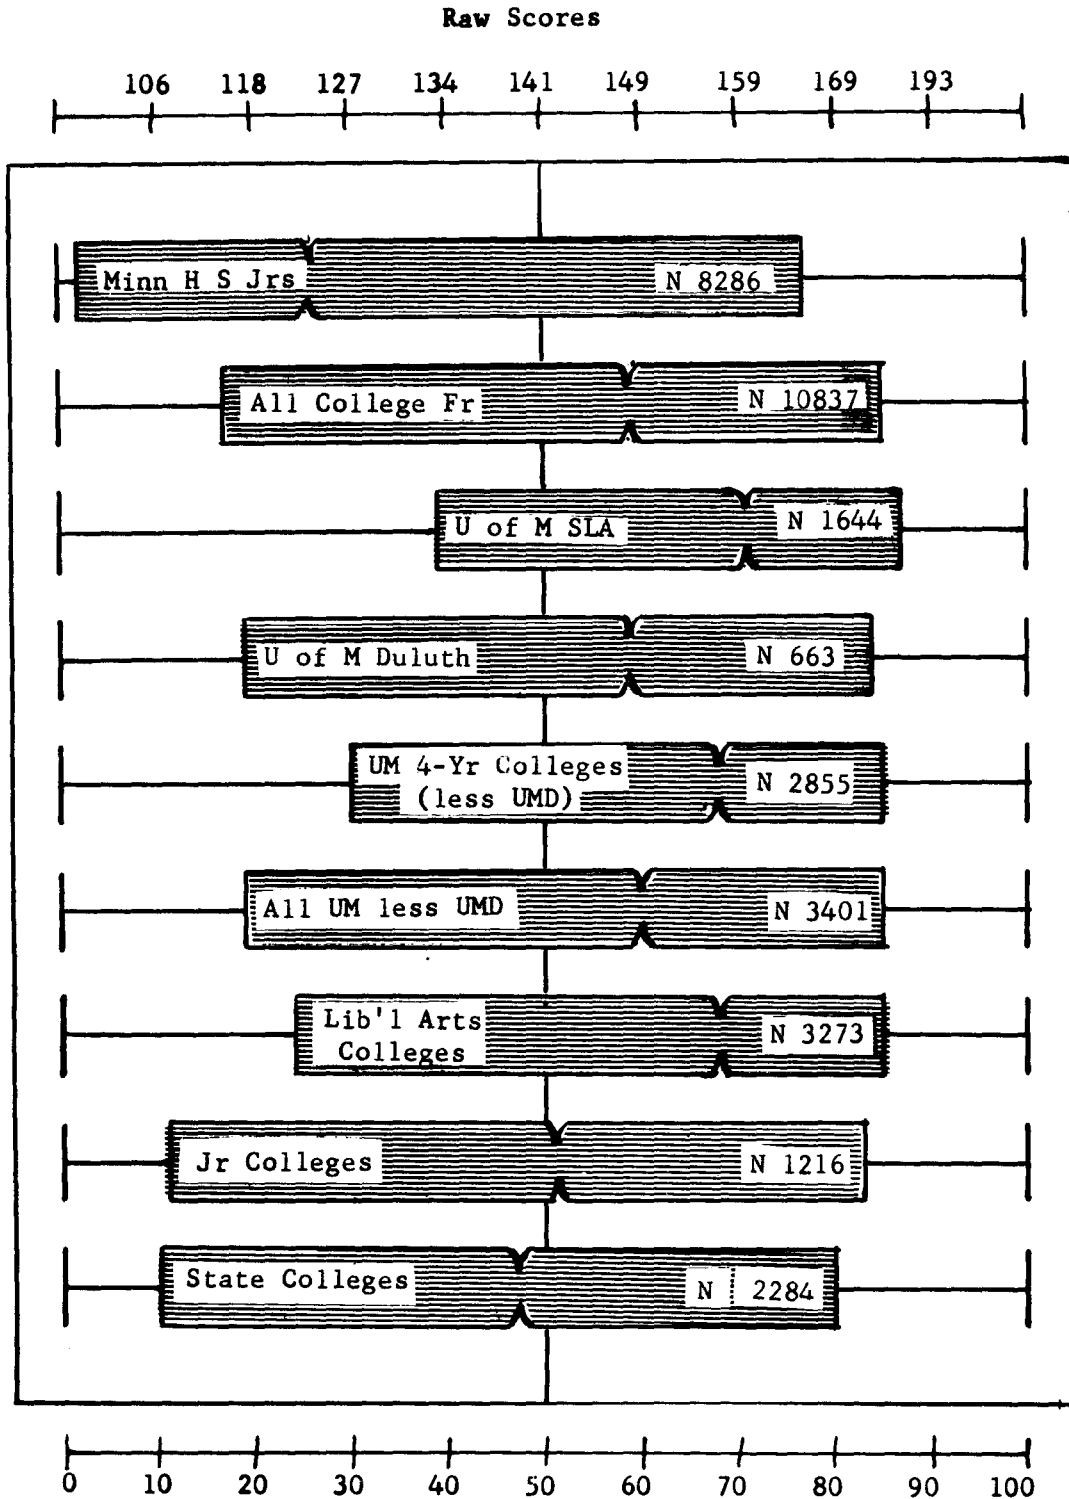 Raw Scores
106 118 127 134 141 149 159 169 193
Minn H S Jrs N 8286
All College Fr N 10837
U of M SLA N 1644
U of M Duluth N 663
UM 4-Yr Colleges
(less UMD) N 2855
All UM less UMD N 3401
Lib'l Arts
Colleges N 3273
Jr Colleges N 1216
State Colleges N 2284
0 10 20 30 40 50 60 70 80 90 100